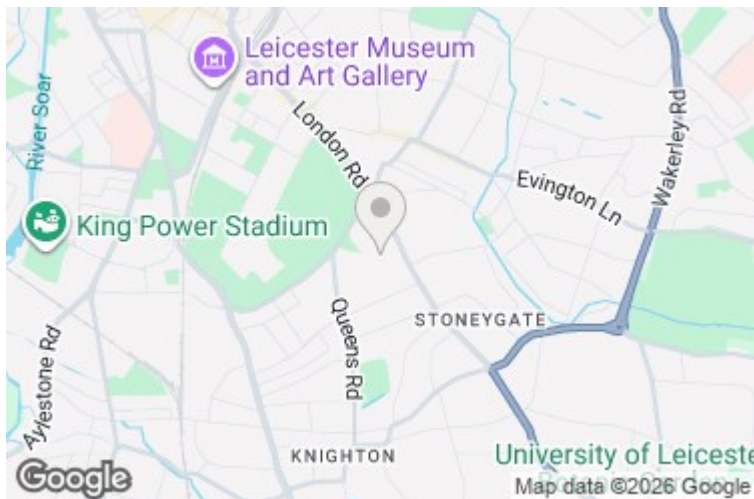 Leicester Museum
and Art Gallery
River Soar
London Rd
Wakerley Rd
Evington Ln
King Power Stadium
Queens Rd
STONEYGATE
Aylestone Rd
KNIGHTON
University of Leiceste
Google
Map data ©2026 Google